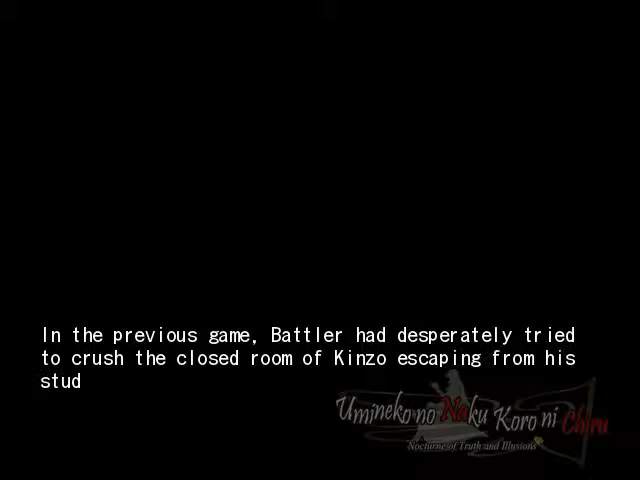 In the previous game, Battler had desperately tried
to crush the closed room of Kinzo escaping from his
stud
Umineko no Naku Koro ni Chiru
Nocturne of Truth and Illusions